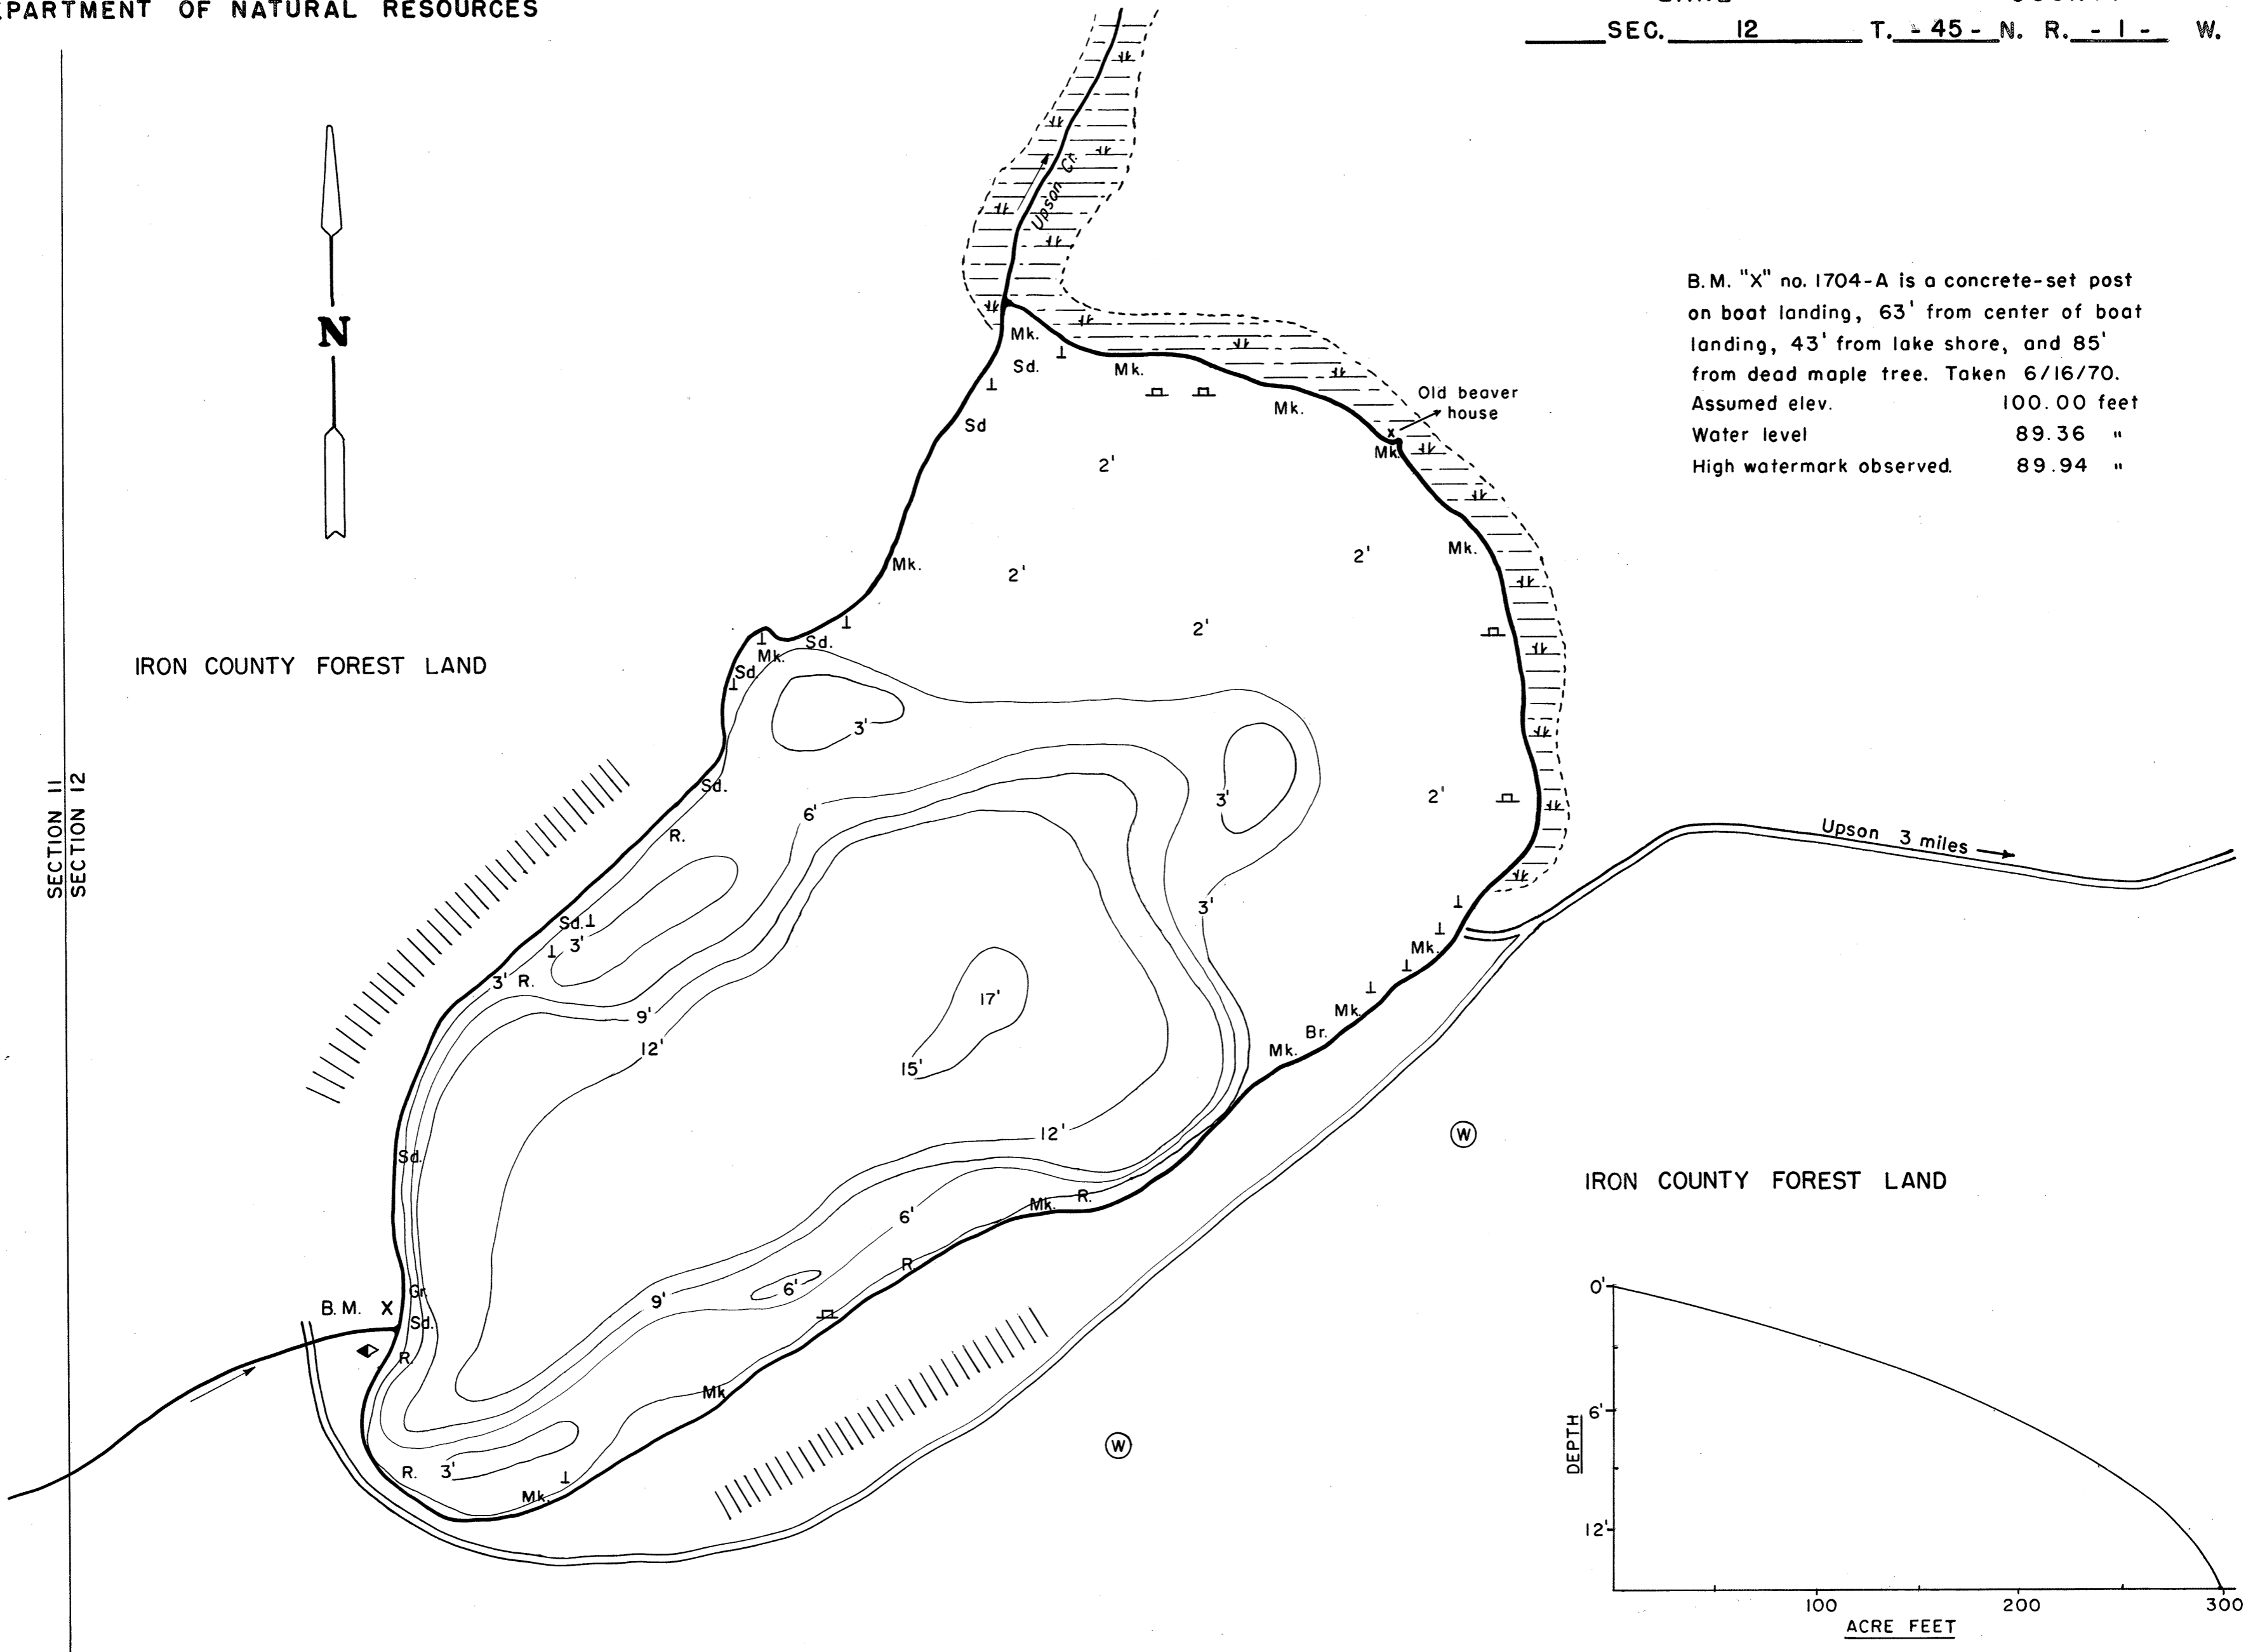 DEPARTMENT OF NATURAL RESOURCES
SEC. 12 T. - 45 - N. R. - 1 - W.
Upson Cr.
N
B.M. "X" no. 1704-A is a concrete-set post
on boat landing, 63' from center of boat
landing, 43' from lake shore, and 85'
from dead maple tree. Taken 6/16/70.
Assumed elev. 100.00 feet
Water level 89.36 "
High watermark observed. 89.94 "
Mk.
Sd.
Mk.
Old beaver
house
x
Mk.
Sd
Mk.
2'
Mk.
2'
Mk.
2'
2'
IRON COUNTY FOREST LAND
Sd.
Mk.
Sd.
3'
SECTION 11
SECTION 12
Sd.
6'
3'
2'
R.
Upson 3 miles
Sd.
3'
3'
Mk.
3'
R.
17'
9'
Mk.
12'
Br.
Mk.
15'
12'
W
Sd.
IRON COUNTY FOREST LAND
Mk.
R.
6'
R.
Gr.
6'
9'
B.M. X
Sd.
R.
Mk.
W
R.
3'
Mk.
0'
6'
12'
DEPTH
100
200
300
ACRE FEET